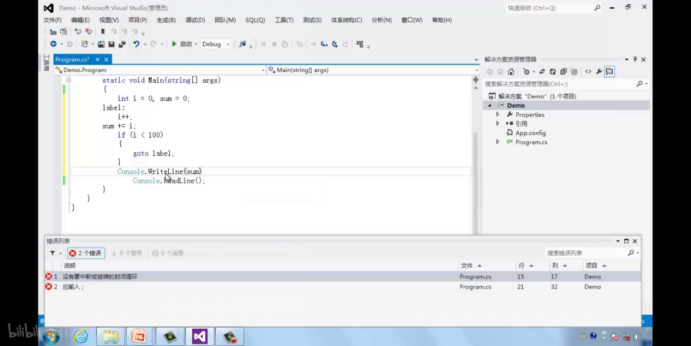 Demo - Microsoft Visual Studio(管理员)
快速启动
文件(F) 编辑(E) 视图(V) 项目(P) 生成(B) 调试(D) 团队(M) SQL(Q) 工具(T) 测试(S) 体系结构(C) 分析(N) 窗口(W) 帮助(H)
启动 Debug
Program.cs*
Demo.Program
Main(string[] args)
static void Main(string[] args)
{
int i = 0, sum = 0;
label:
i++;
sum += i;
if (i < 100)
{
goto label;
}
Console.WriteLine(sum)
Console.ReadLine();
}
}
}
解决方案资源管理器
搜索解决方案资源管理器
解决方案"Demo"(1 个项目)
Demo
Properties
引用
App.config
Program.cs
错误列表
2 个错误 0 个警告 0 个消息
搜索错误列表
说明 文件 行 列 项目
1 没有要中断或继续的封闭循环 Program.cs 15 17 Demo
2 应输入 ; Program.cs 21 32 Demo
bilibili